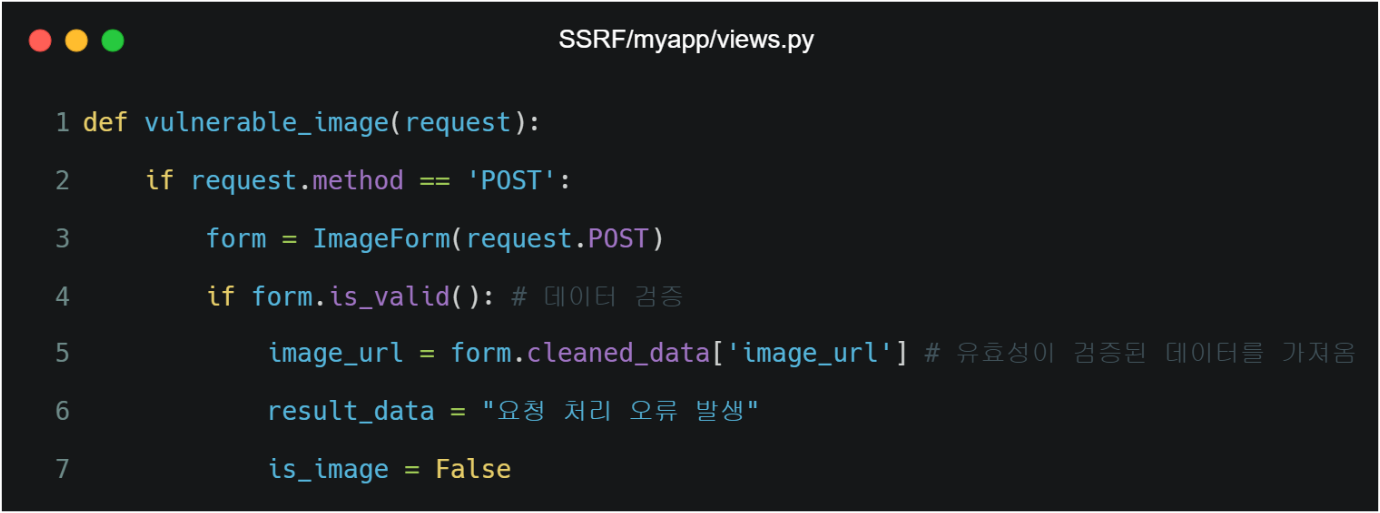 SSRF/myapp/views.py
1 def vulnerable_image(request):
2 if request.method == 'POST':
3 form = ImageForm(request.POST)
4 if form.is_valid(): # 데이터 검증
5 image_url = form.cleaned_data['image_url'] # 유효성이 검증된 데이터를 가져옴
6 result_data = "요청 처리 오류 발생"
7 is_image = False